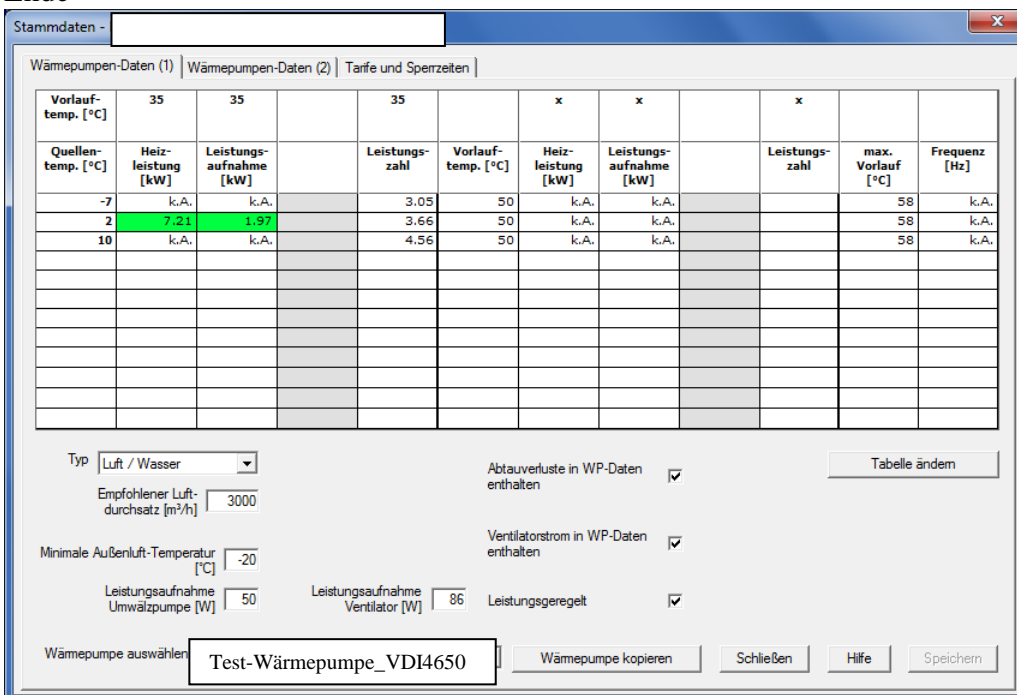 Ende
Stammdaten -
x
Wärmepumpen-Daten (1) Wärmepumpen-Daten (2) Tarife und Sperrzeiten
Vorlauf- temp. [°C] 35 35 35 x x x
Quellen- temp. [°C] Heiz- leistung [kW] Leistungs- aufnahme [kW] Leistungs- zahl Vorlauf- temp. [°C] Heiz- leistung [kW] Leistungs- aufnahme [kW] Leistungs- zahl max. Vorlauf [°C] Frequenz [Hz]
-7 k.A. k.A. 3.05 50 k.A. k.A. 58 k.A.
2 7.21 1.97 3.66 50 k.A. k.A. 58 k.A.
10 k.A. k.A. 4.56 50 k.A. k.A. 58 k.A.
Typ Luft / Wasser
Abtauverluste in WP-Daten enthalten
Tabelle ändern
Empfohlener Luft- durchsatz [m³/h] 3000
Ventilatorstrom in WP-Daten enthalten
Minimale Außenluft-Temperatur [°C] -20
Leistungsaufnahme Umwälzpumpe [W] 50
Leistungsaufnahme Ventilator [W] 86
Leistungsgeregelt
Wärmepumpe auswählen Test-Wärmepumpe_VDI4650
Wärmepumpe kopieren Schließen Hilfe Speichern